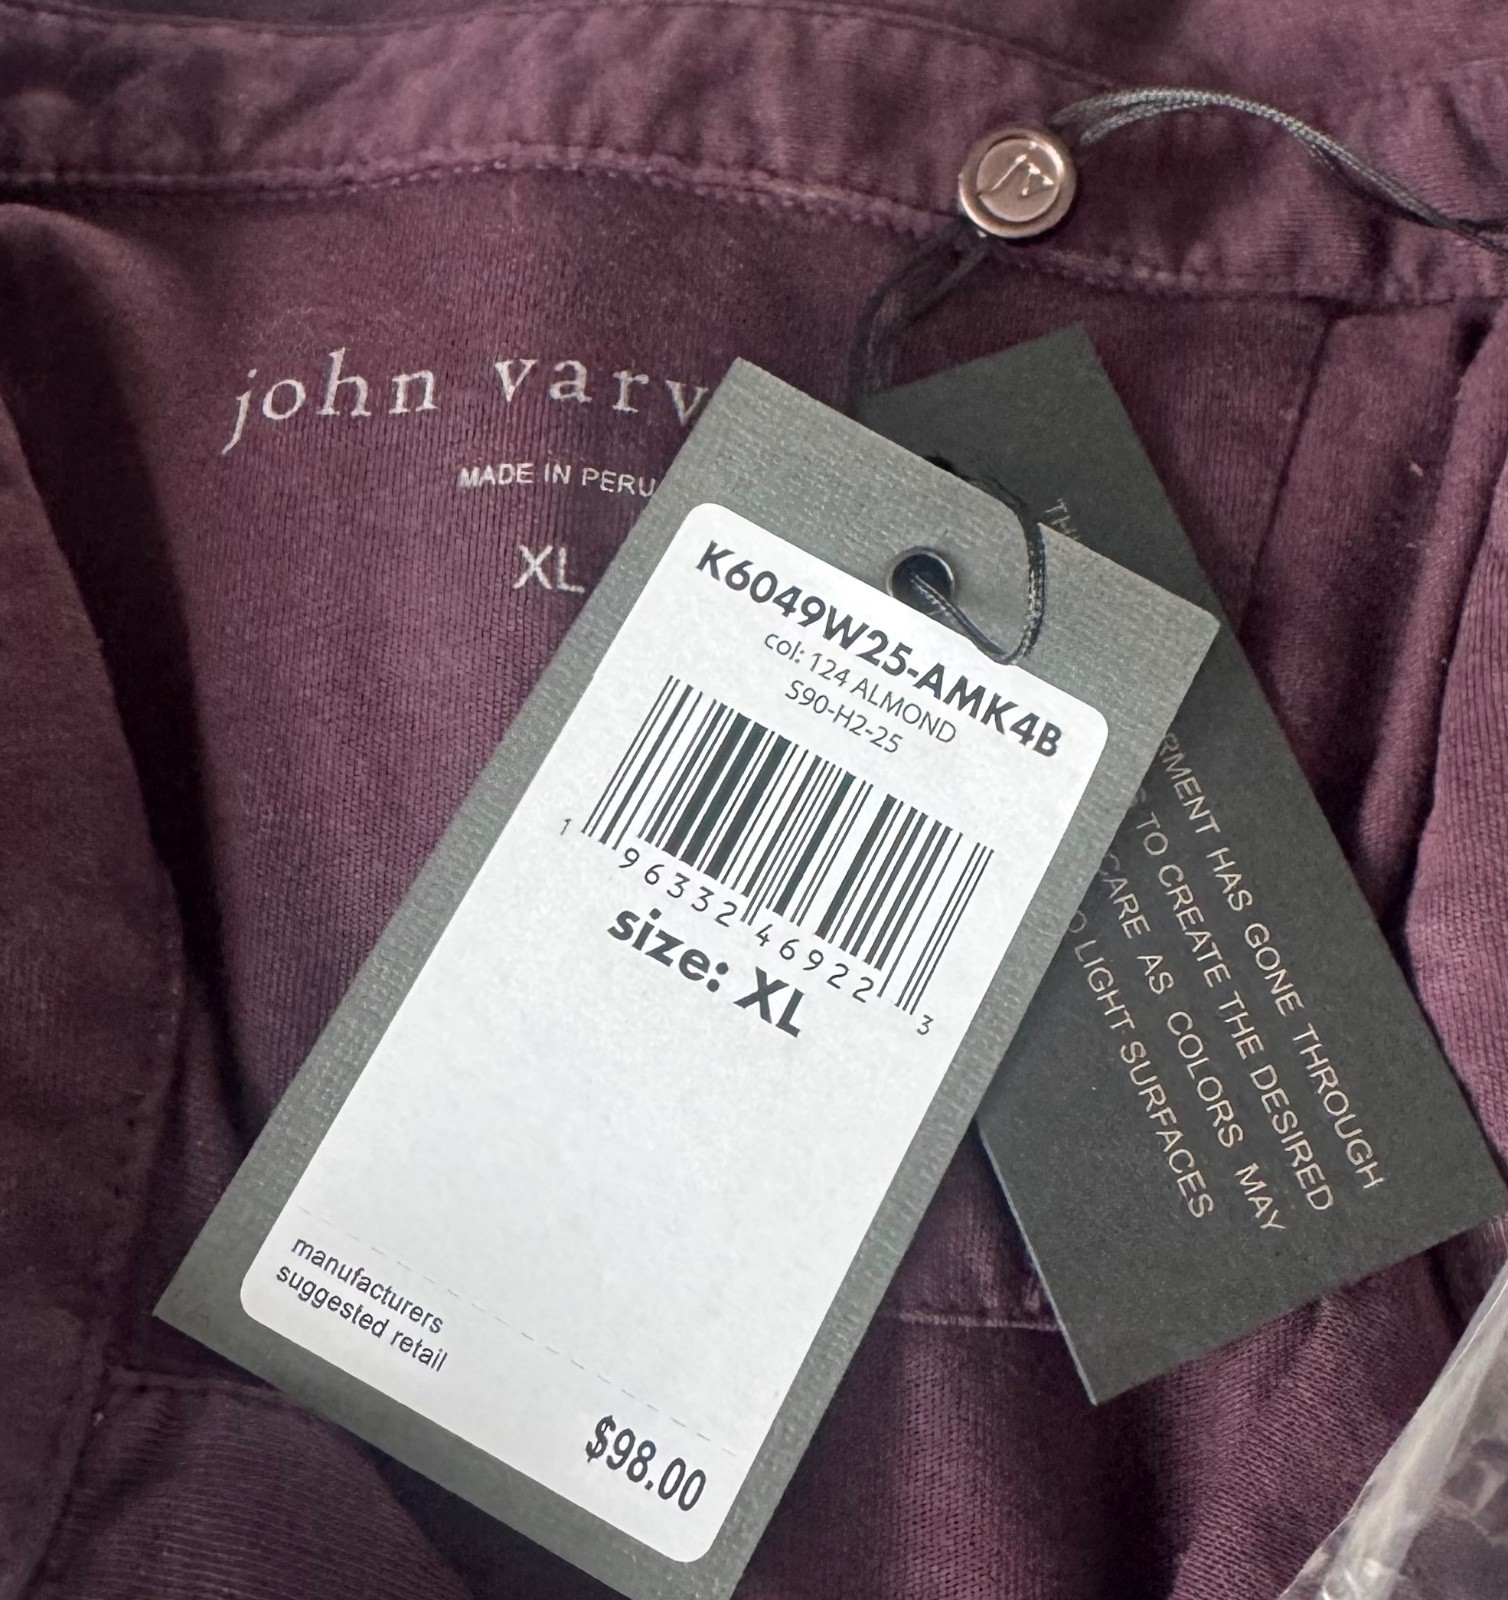 john varv
MADE IN PERU
XL
K6049W25-AMK4B
col: 124 ALMOND
S90-H2-25
1 96332 46922 3
size: XL
manufacturers
suggested retail
$98.00
GARMENT HAS GONE THROUGH
TO CREATE THE DESIRED
CARE AS COLORS MAY
LIGHT SURFACES